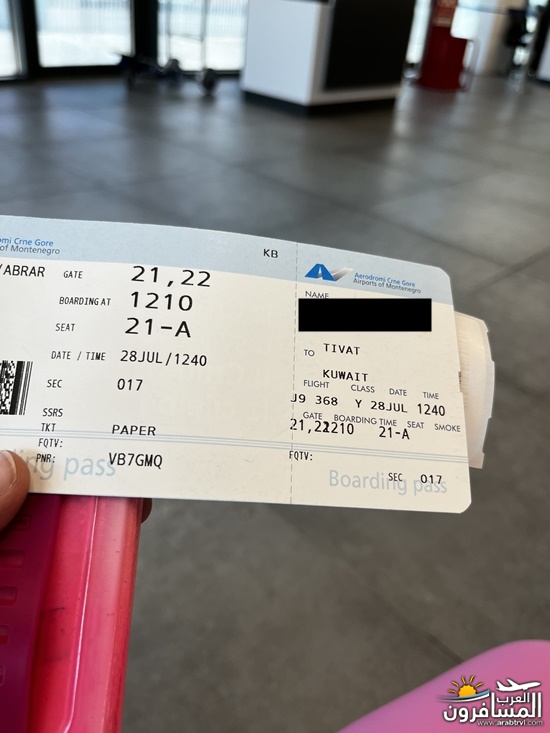 omi Crne Gore
of Montenegro
KB
/ABRAR
GATE 21,22
BOARDING AT 1210
SEAT 21-A
DATE / TIME 28JUL/1240
SEC 017
SSRS
TKT PAPER
FQTV:
PNR: VB7GMQ
ing pass
Aerodromi Crne Gore
Airports of Montenegro
NAME
TIVAT
TO
KUWAIT
FLIGHT CLASS DATE TIME
J9 368 Y 28JUL 1240
GATE BOARDING TIME SEAT SMOKE
21,221210 21-A
FQTV:
SEC 017
Boarding pass
العرب
المسافرون
www.arabtrvl.com